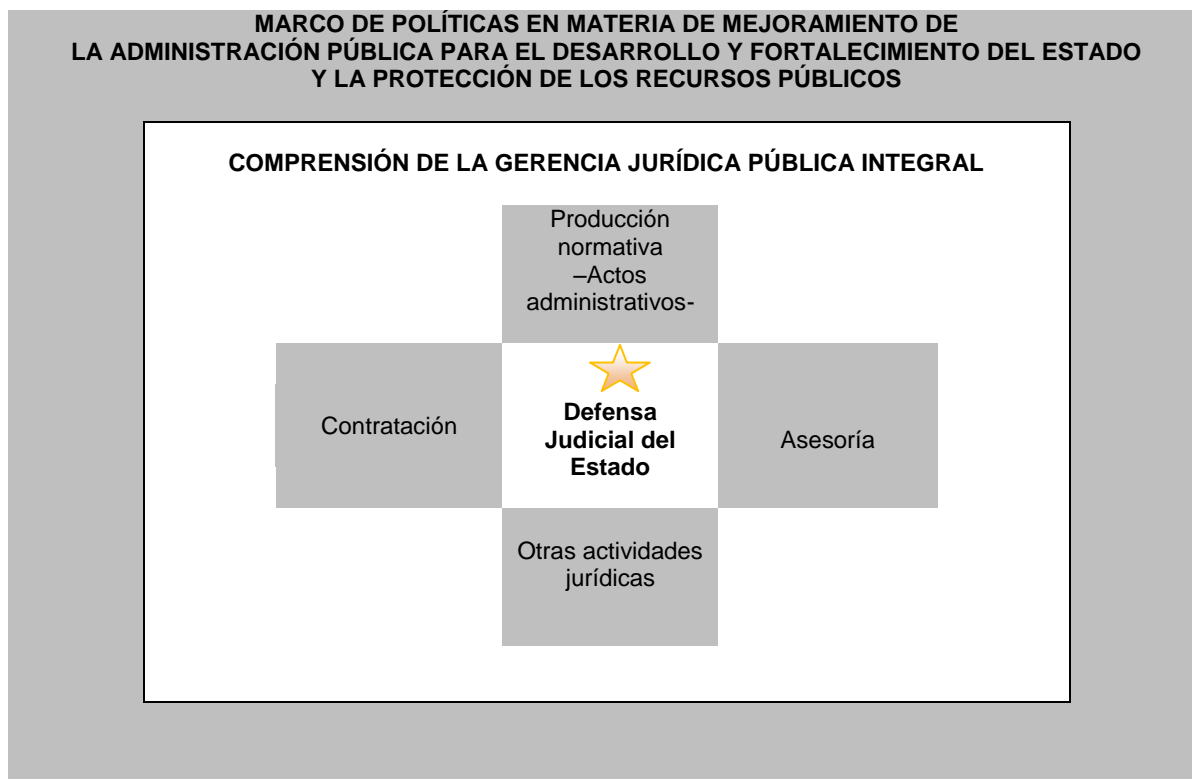 MARCO DE POLÍTICAS EN MATERIA DE MEJORAMIENTO DE
LA ADMINISTRACIÓN PÚBLICA PARA EL DESARROLLO Y FORTALECIMIENTO DEL ESTADO
Y LA PROTECCIÓN DE LOS RECURSOS PÚBLICOS
COMPRENSIÓN DE LA GERENCIA JURÍDICA PÚBLICA INTEGRAL
Producción
normativa
–Actos
administrativos-
Contratación
Defensa
Judicial del
Estado
Asesoría
Otras actividades
jurídicas